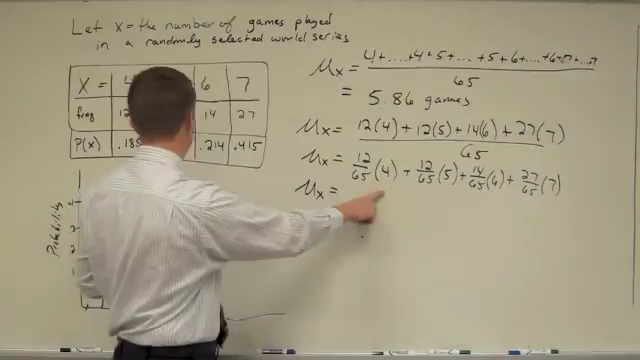 Let X = the number of games played
in a randomly selected world series
X = 4 6 7
freq 12 14 27
P(x) .185 .214 .415
Probability
μx = 4+....+4+5+...+5+6+....+6+7+...7
65
= 5.86 games
μx = 12(4)+12(5)+14(6)+27(7)
65
μx = 12/65 (4) + 12/65 (5) + 14/65 (6) + 27/65 (7)
μx =